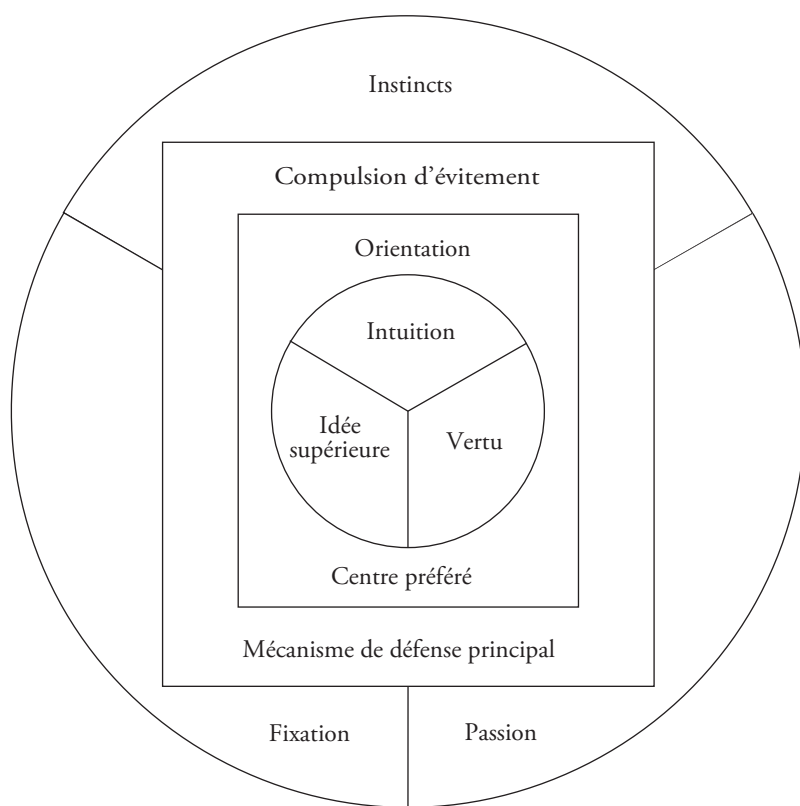 Instincts
Compulsion d’évitement
Orientation
Intuition
Idée
supérieure
Vertu
Centre préféré
Mécanisme de défense principal
Fixation
Passion